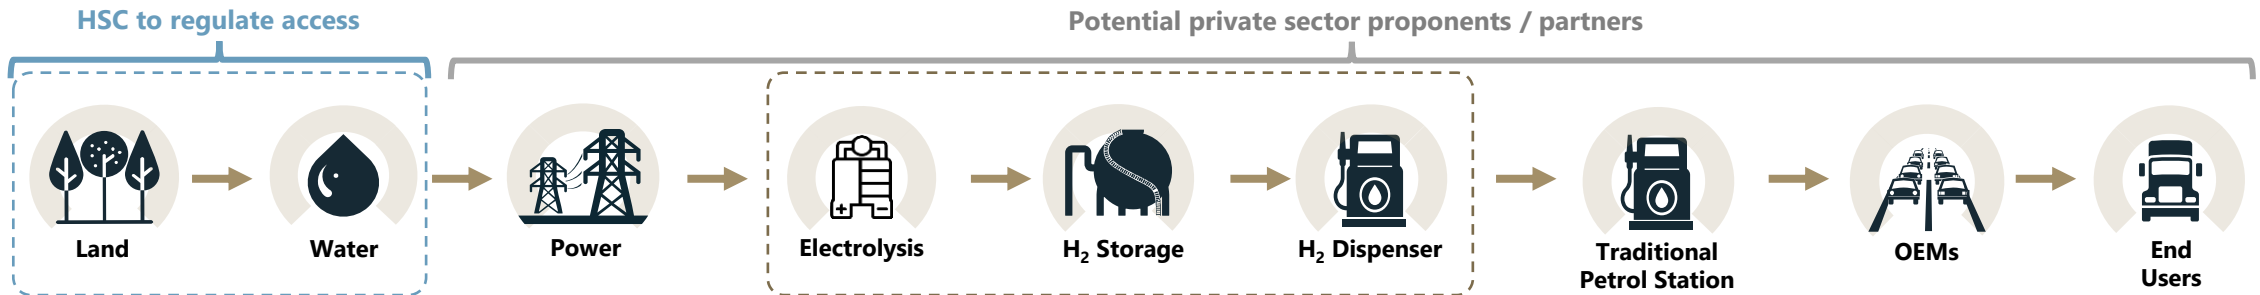 HSC to regulate access
Potential private sector proponents / partners
Land
Water
Power
Electrolysis
H₂ Storage
H₂ Dispenser
Traditional
Petrol Station
OEMs
End
Users